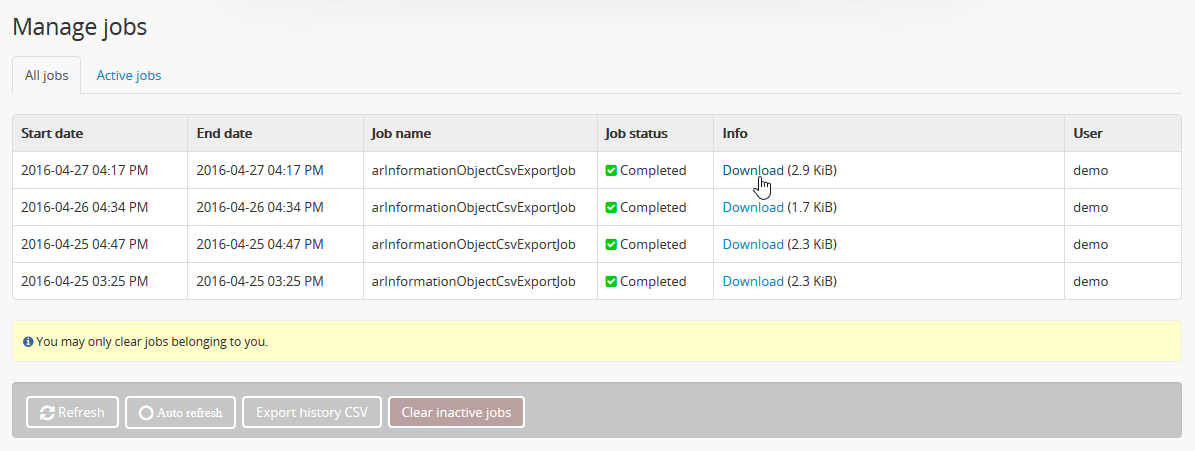 Manage jobs
All jobs Active jobs
Start date End date Job name Job status Info User
2016-04-27 04:17 PM 2016-04-27 04:17 PM arInformationObjectCsvExportJob Completed Download (2.9 KiB) demo
2016-04-26 04:34 PM 2016-04-26 04:34 PM arInformationObjectCsvExportJob Completed Download (1.7 KiB) demo
2016-04-25 04:47 PM 2016-04-25 04:47 PM arInformationObjectCsvExportJob Completed Download (2.3 KiB) demo
2016-04-25 03:25 PM 2016-04-25 03:25 PM arInformationObjectCsvExportJob Completed Download (2.3 KiB) demo
You may only clear jobs belonging to you.
Refresh Auto refresh Export history CSV Clear inactive jobs